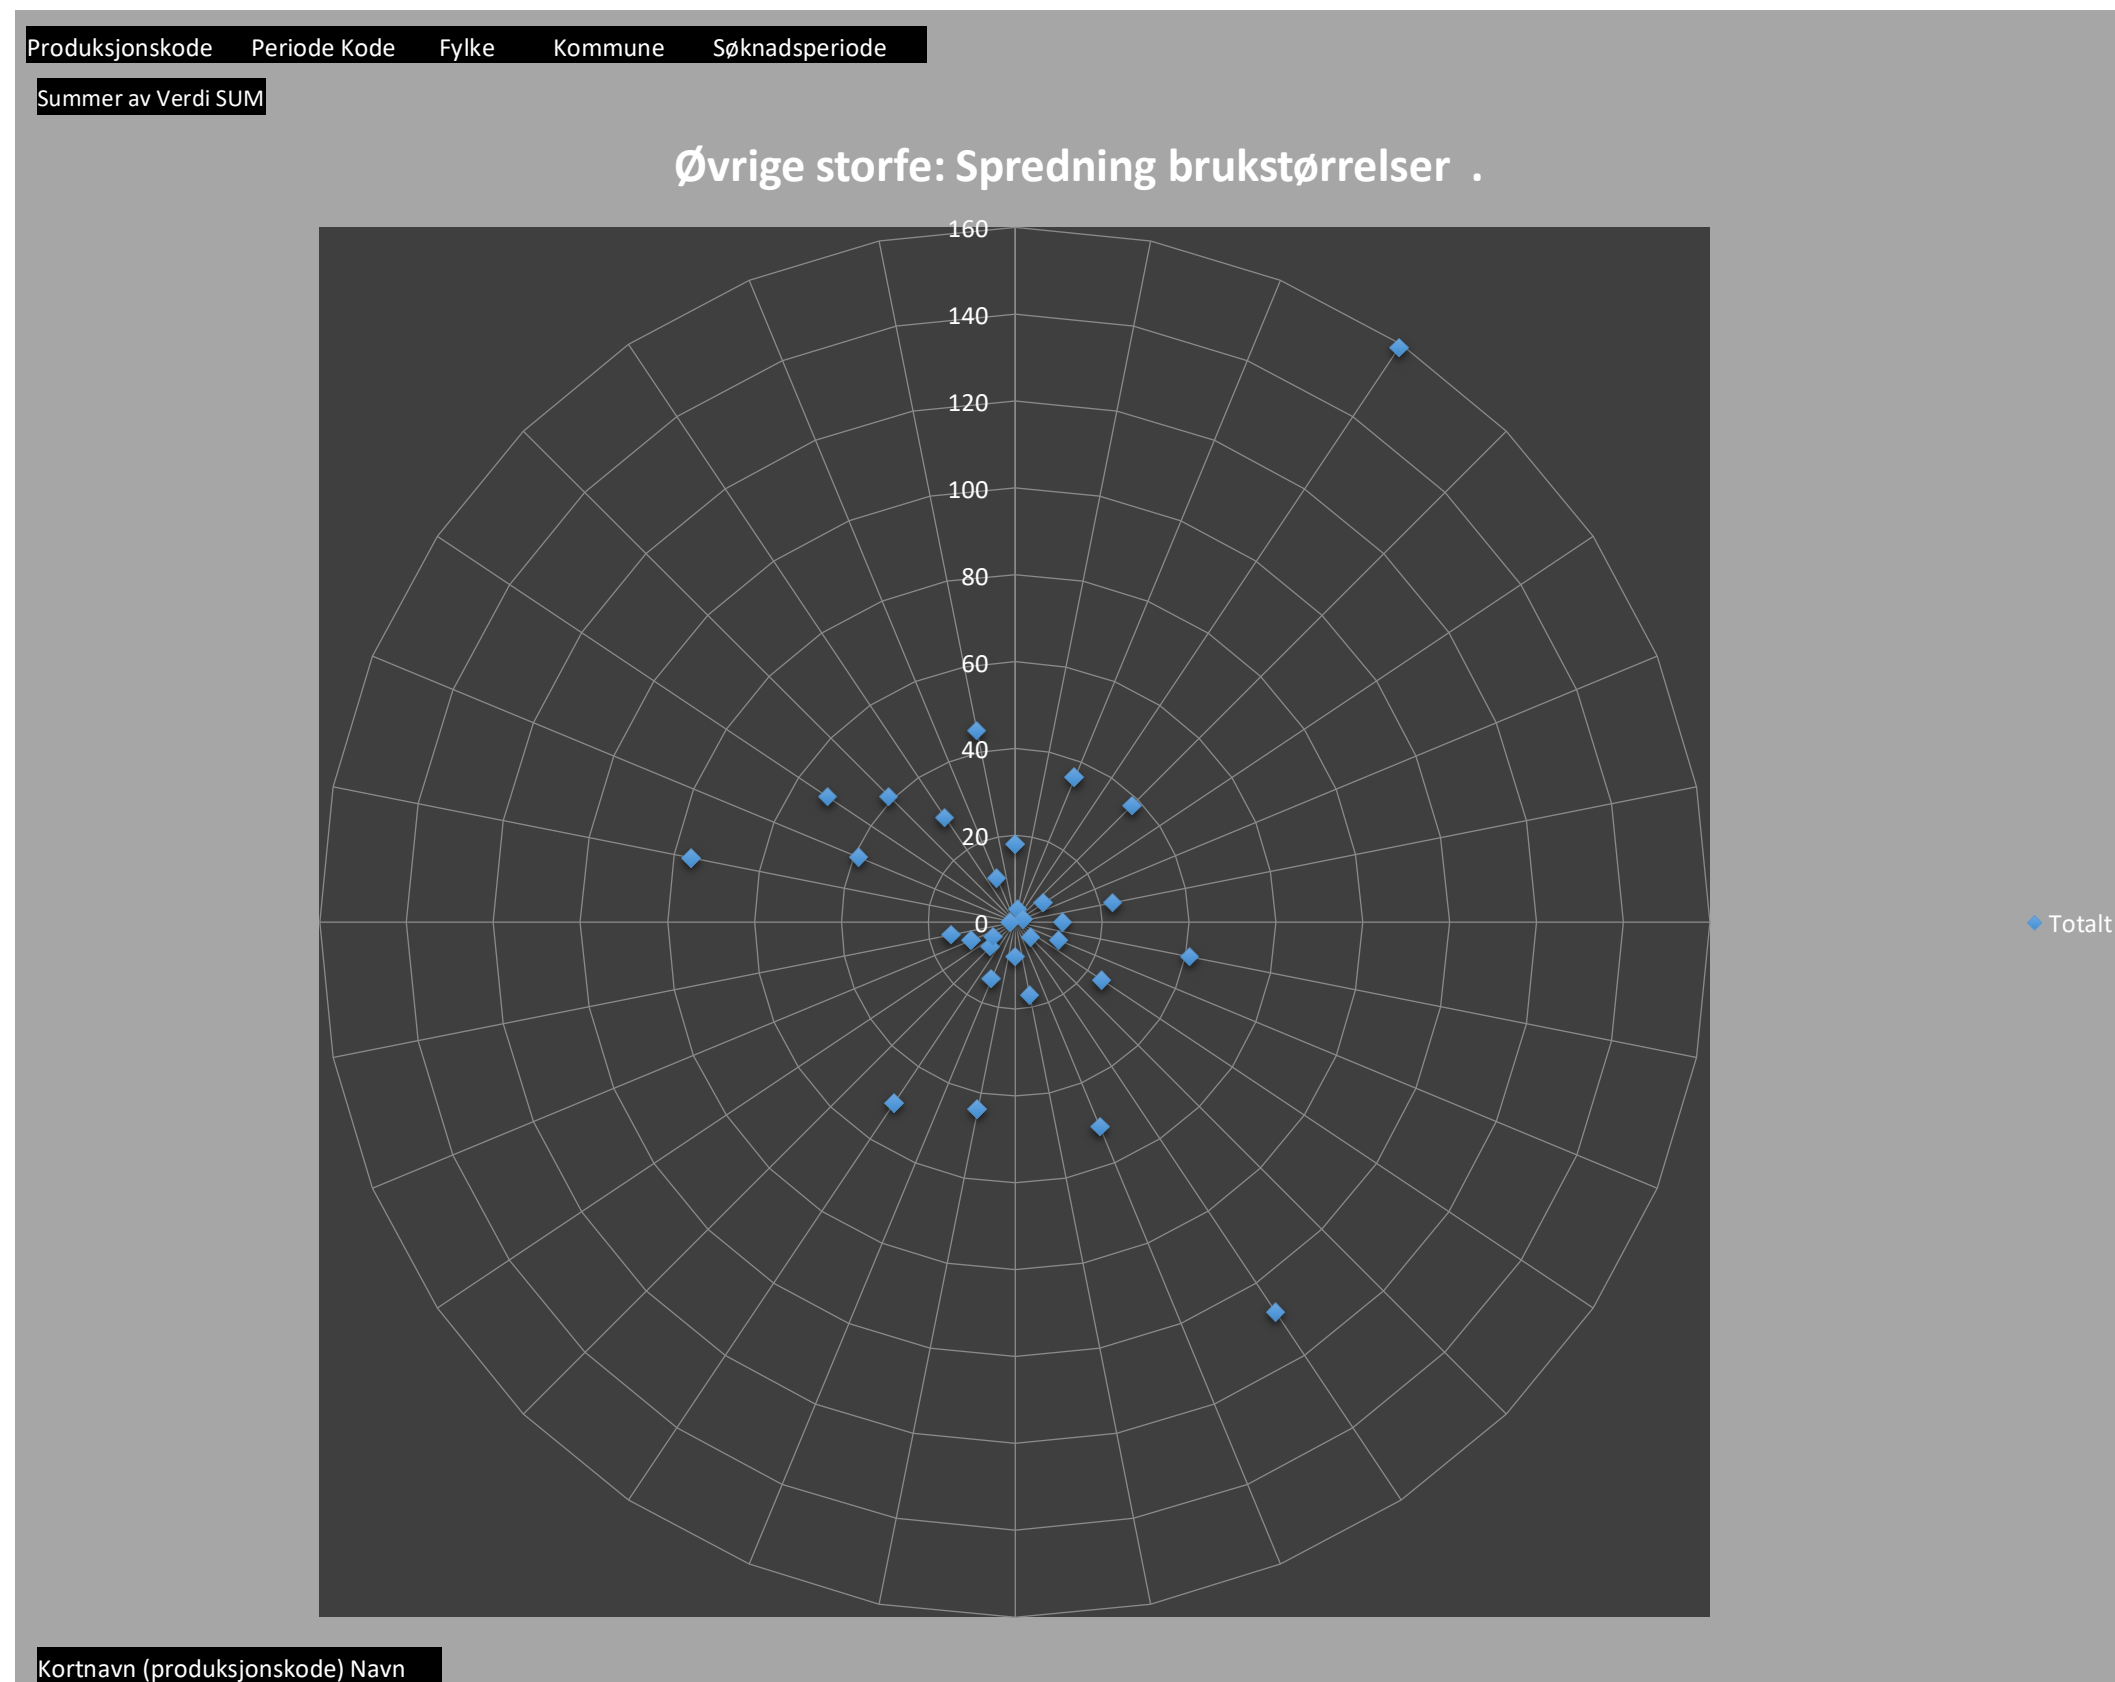 Produksjonskode Periode Kode Fylke Kommune Søknadsperiode
Summer av Verdi SUM
Øvrige storfe: Spredning brukstørrelser .
160
140
120
100
80
60
40
20
0
Totalt
Kortnavn (produksjonskode) Navn